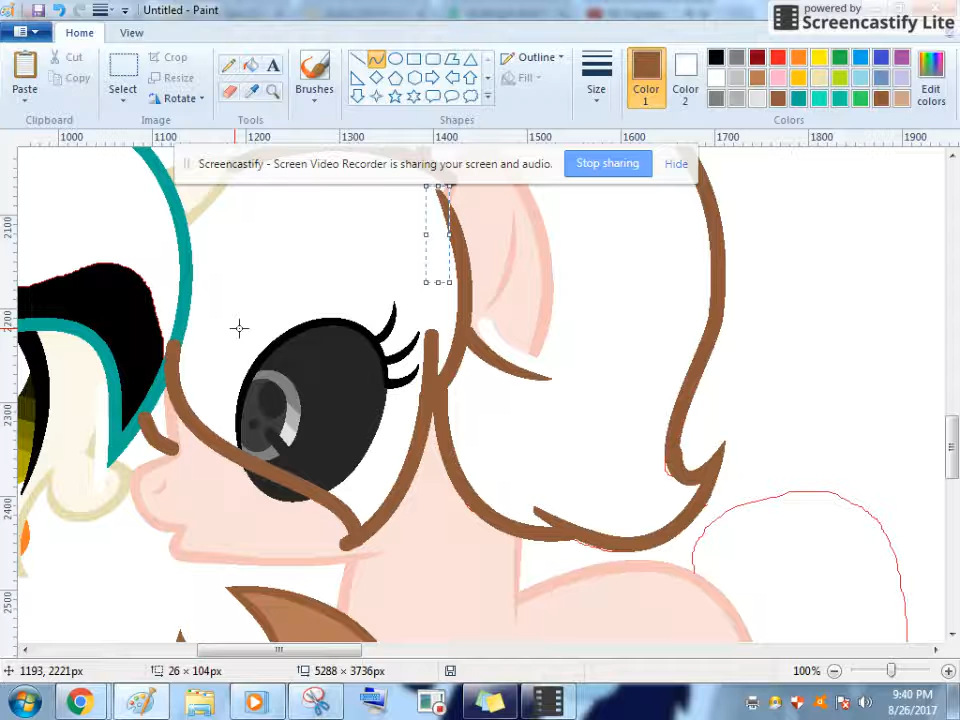 Untitled - Paint
powered by
Screencastify Lite
Home
View
Paste
Cut
Copy
Clipboard
Select
Crop
Resize
Rotate
Image
A
Tools
Brushes
Outline
Fill
Shapes
Size
Color 1
Color 2
Edit colors
Colors
1000
1100
1200
1300
1400
1500
1600
1700
1800
1900
Screencastify - Screen Video Recorder is sharing your screen and audio.
Stop sharing
Hide
2100
2200
2300
2400
2500
1193, 2221px
26 × 104px
5288 × 3736px
100%
9:40 PM
8/26/2017